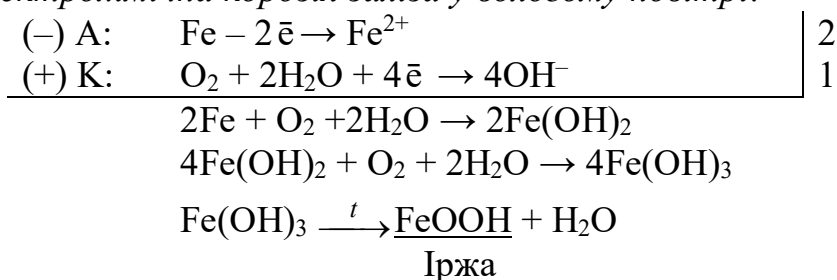 (–) А: Fe – 2ē → Fe²⁺ 2
(+) К: O₂ + 2H₂O + 4ē → 4OH⁻ 1
2Fe + O₂ +2H₂O → 2Fe(OH)₂
4Fe(OH)₂ + O₂ + 2H₂O → 4Fe(OH)₃
Fe(OH)₃ —t→ FeOOH + H₂O
Іржа